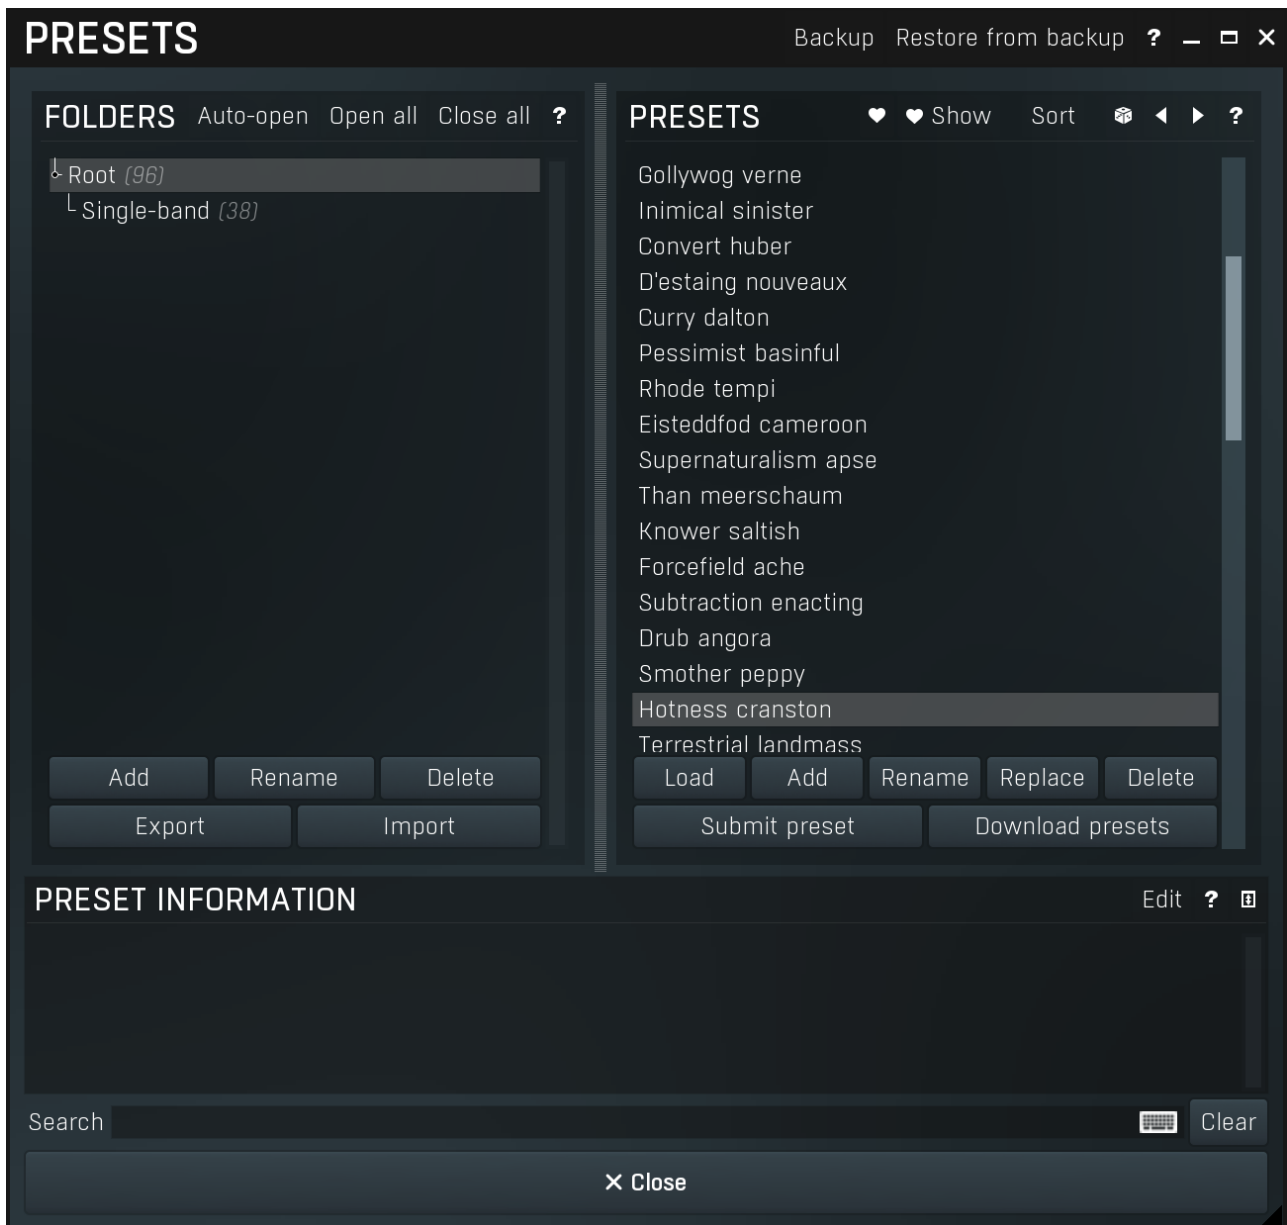 PRESETS Backup Restore from backup ?
FOLDERS Auto-open Open all Close all ?
Root (96)
Single-band (38)
Add Rename Delete
Export Import
PRESETS Show Sort ?
Gollywog verne
Inimical sinister
Convert huber
D'estaing nouveaux
Curry dalton
Pessimist basinful
Rhode tempi
Eisteddfod cameroon
Supernaturalism apse
Than meerschaum
Knower saltish
Forcefield ache
Subtraction enacting
Drub angora
Smother peppy
Hotness cranston
Terrestrial landmass
Load Add Rename Replace Delete
Submit preset Download presets
PRESET INFORMATION Edit ?
Search Clear
Close